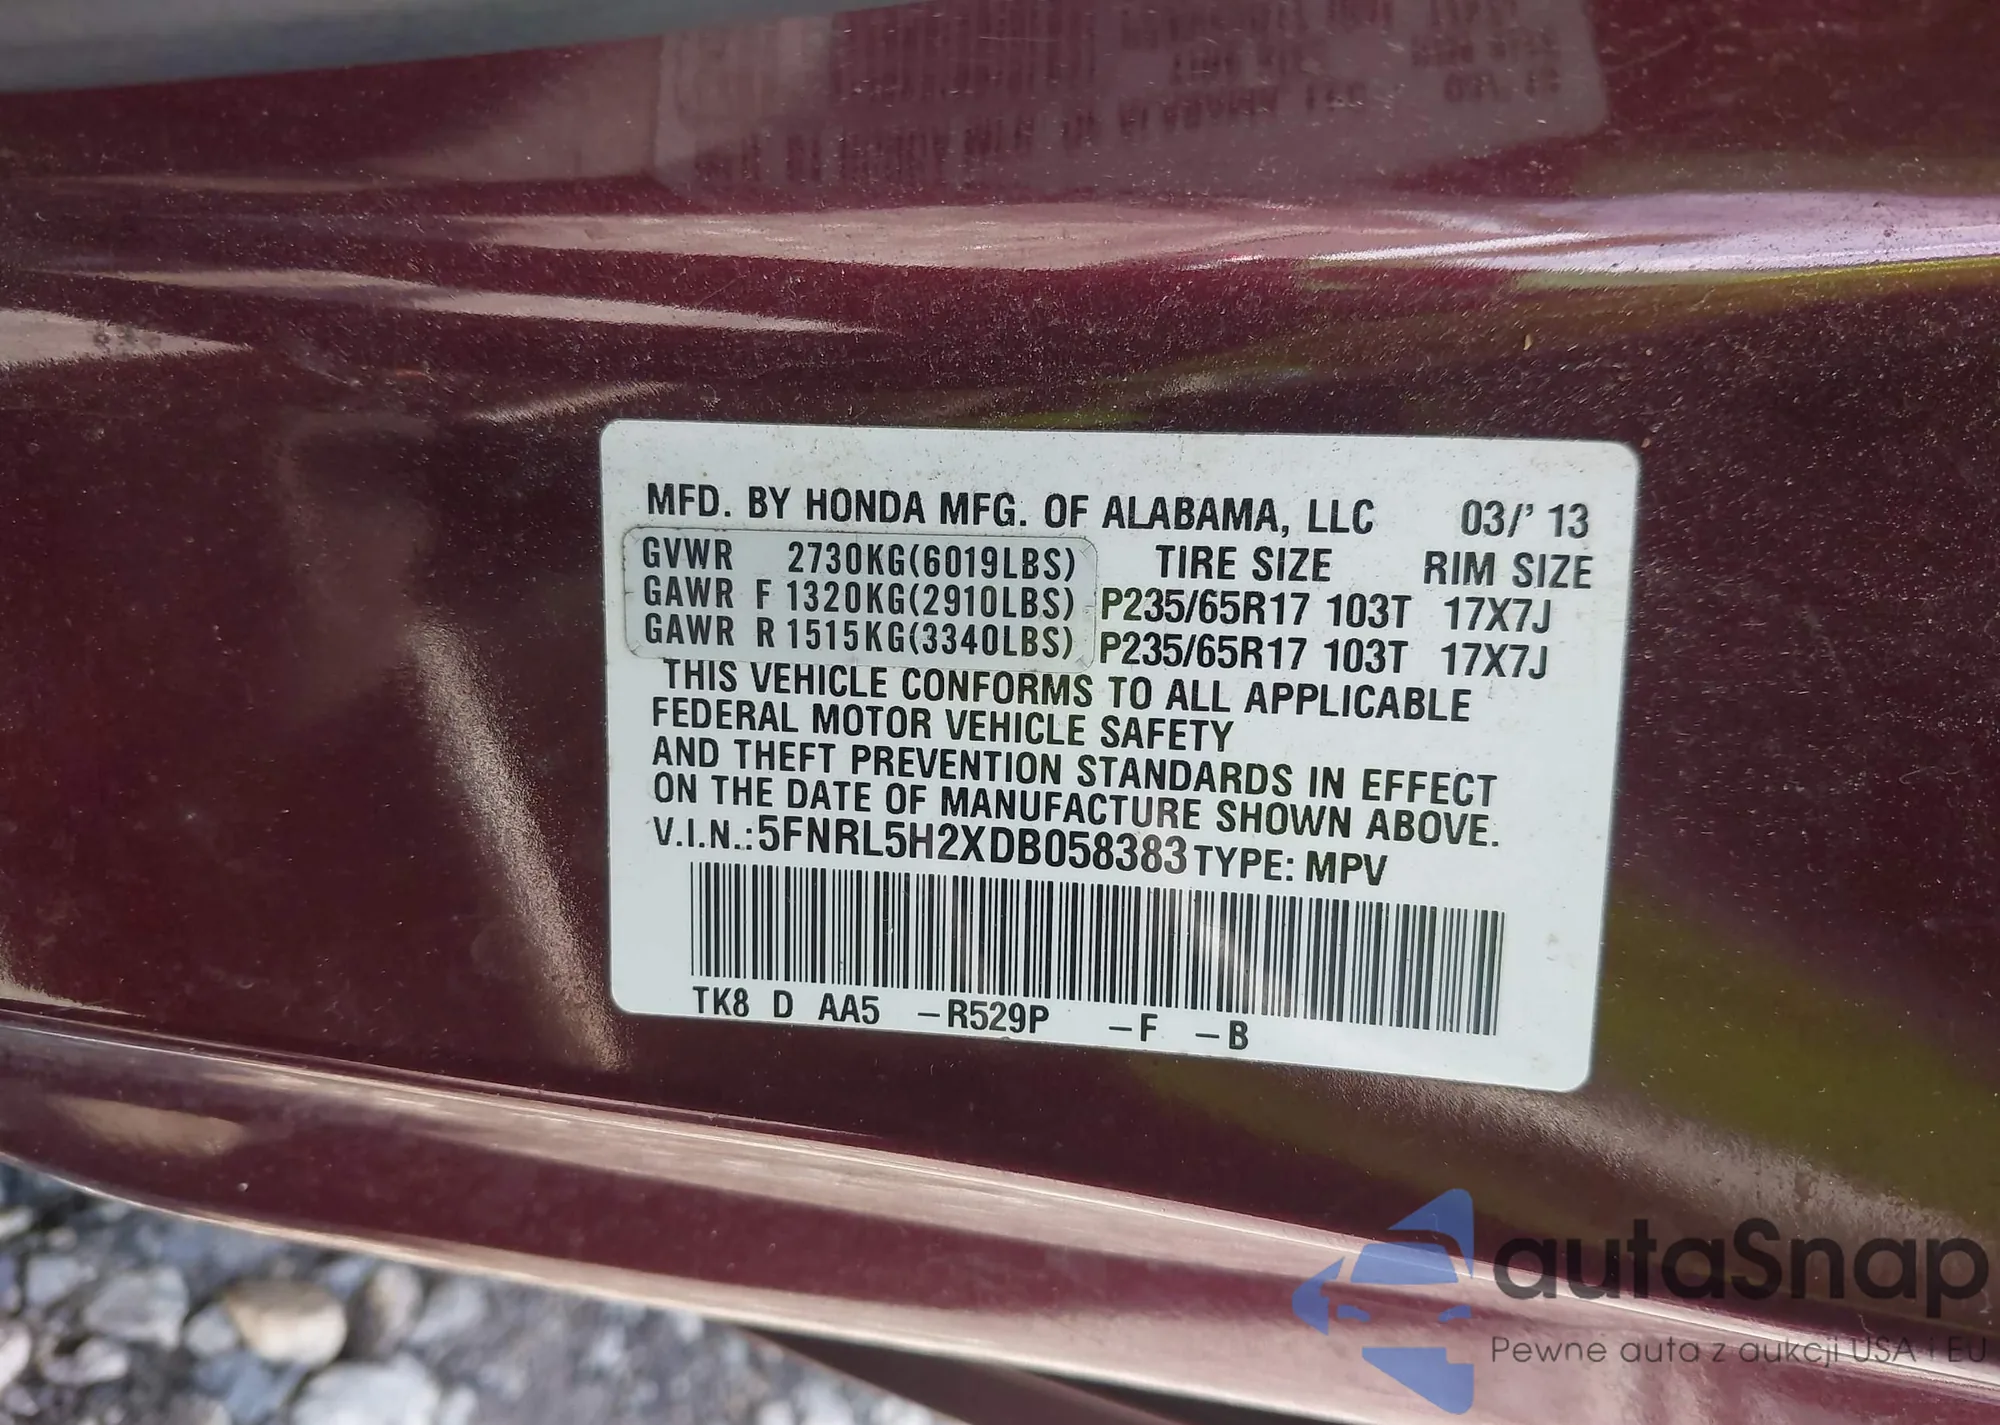 MFD. BY HONDA MFG. OF ALABAMA, LLC 03/' 13
GVWR 2730KG(6019LBS) TIRE SIZE RIM SIZE
GAWR F 1320KG(2910LBS) P235/65R17 103T 17X7J
GAWR R 1515KG(3340LBS) P235/65R17 103T 17X7J
THIS VEHICLE CONFORMS TO ALL APPLICABLE
FEDERAL MOTOR VEHICLE SAFETY
AND THEFT PREVENTION STANDARDS IN EFFECT
ON THE DATE OF MANUFACTURE SHOWN ABOVE.
V.I.N.:5FNRL5H2XDB058383 TYPE: MPV
TK8 D AA5 -R529P -F -B
autaSnap
Pewne auta z aukcji USA i EU